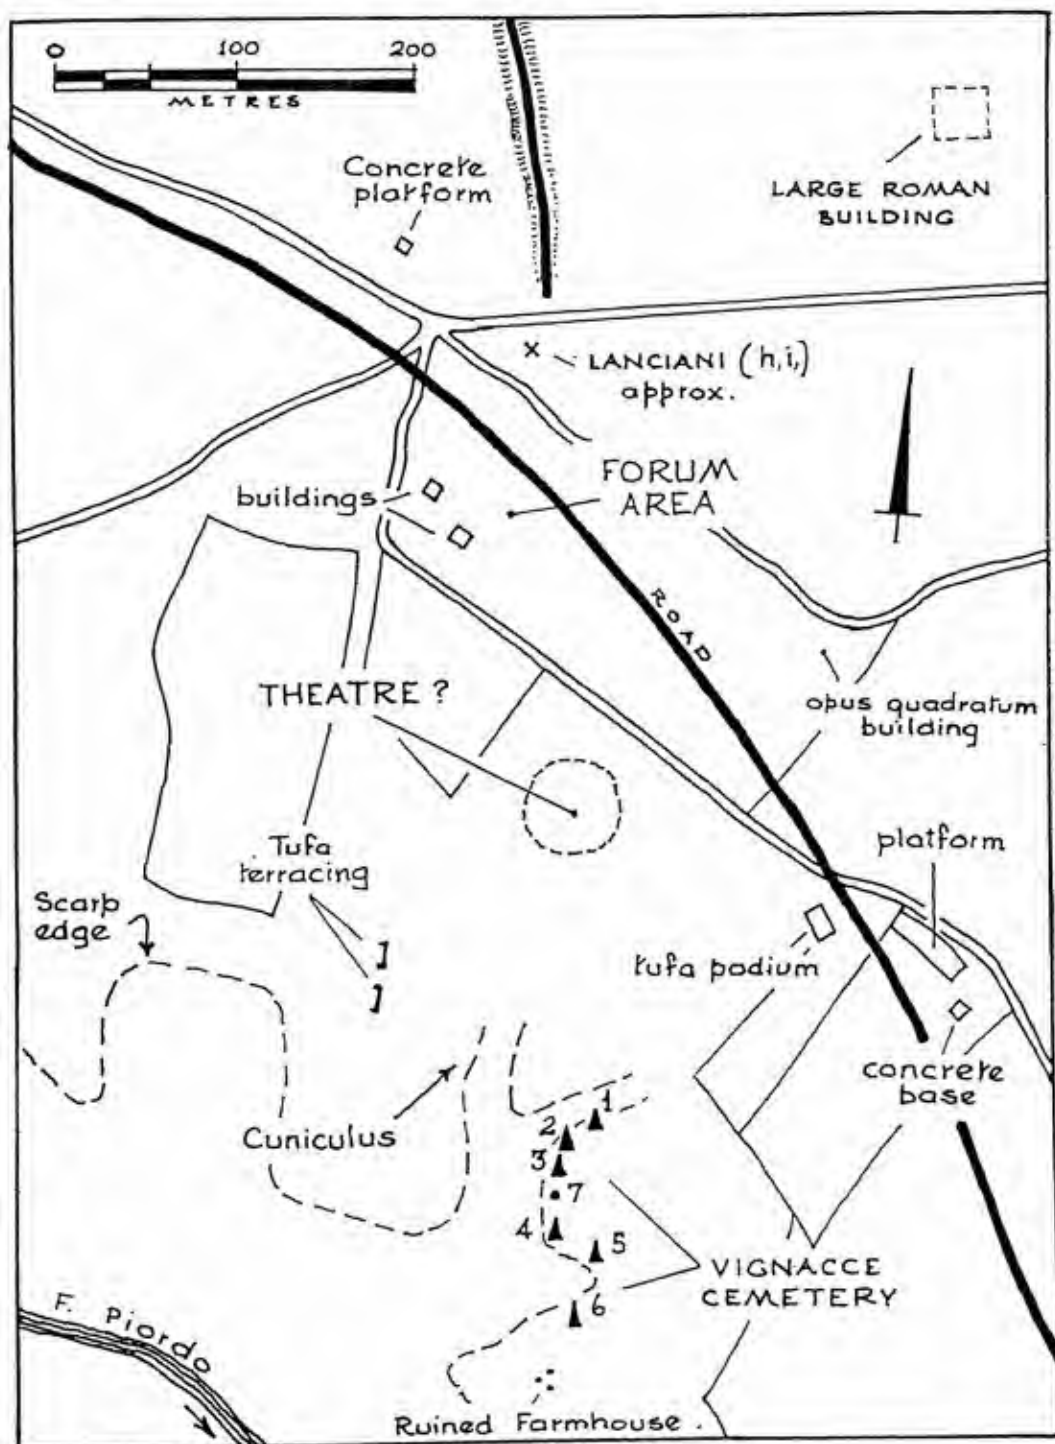 0 100 200
METRES
Concrete
platform
LARGE ROMAN
BUILDING
LANCIANI (h,i,)
approx.
FORUM
AREA
buildings
ROAD
THEATRE ?
opus quadratum
building
platform
Tufa
terracing
Scarp
edge
tufa podium
concrete
base
Cuniculus
1
2
3
7
4
5
6
VIGNACCE
CEMETERY
F. Piordo
Ruined Farmhouse .